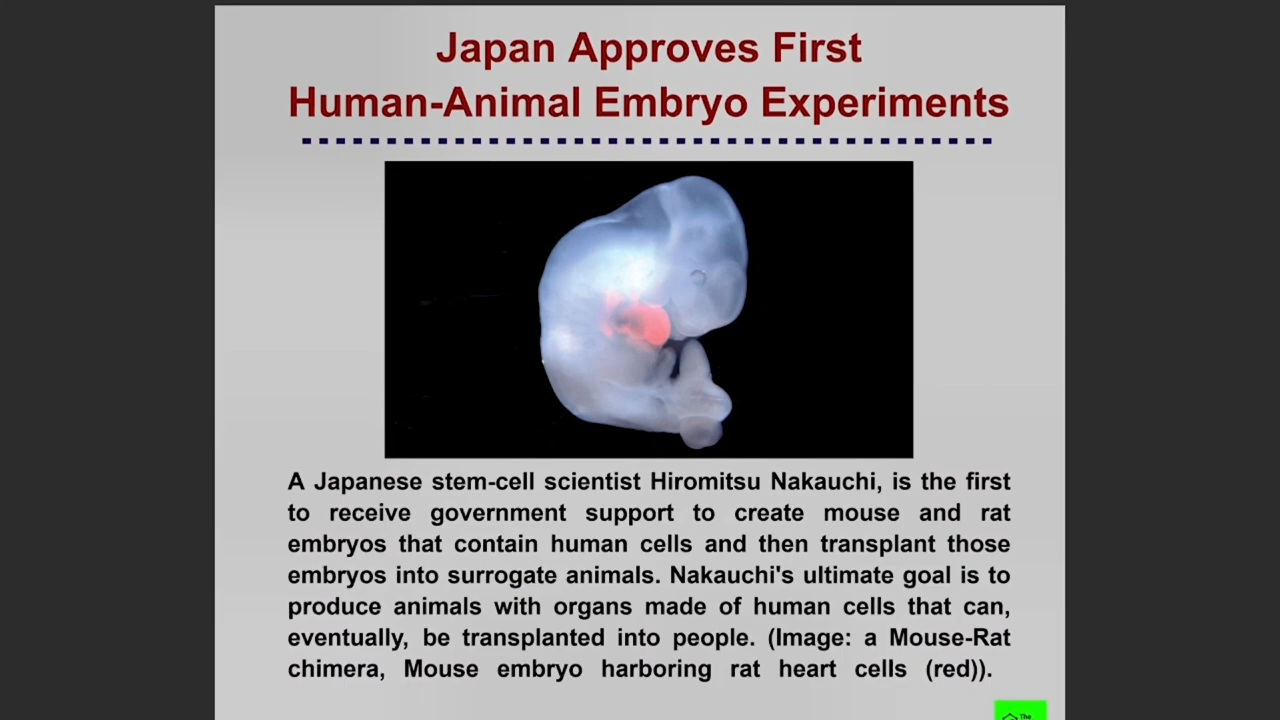 Japan Approves First
Human-Animal Embryo Experiments
A Japanese stem-cell scientist Hiromitsu Nakauchi, is the first
to receive government support to create mouse and rat
embryos that contain human cells and then transplant those
embryos into surrogate animals. Nakauchi's ultimate goal is to
produce animals with organs made of human cells that can,
eventually, be transplanted into people. (Image: a Mouse-Rat
chimera, Mouse embryo harboring rat heart cells (red)).
The